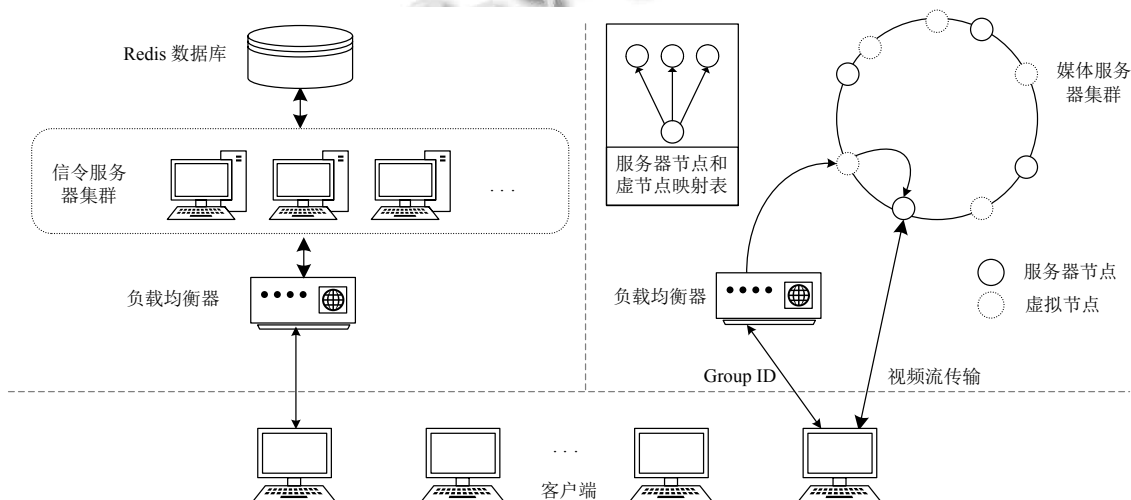 Redis 数据库
信令服务
器集群
. . .
负载均衡器
服务器节点和
虚节点映射表
媒体服务
器集群
负载均衡器
服务器节点
虚拟节点
Group ID
视频流传输
. . .
客户端